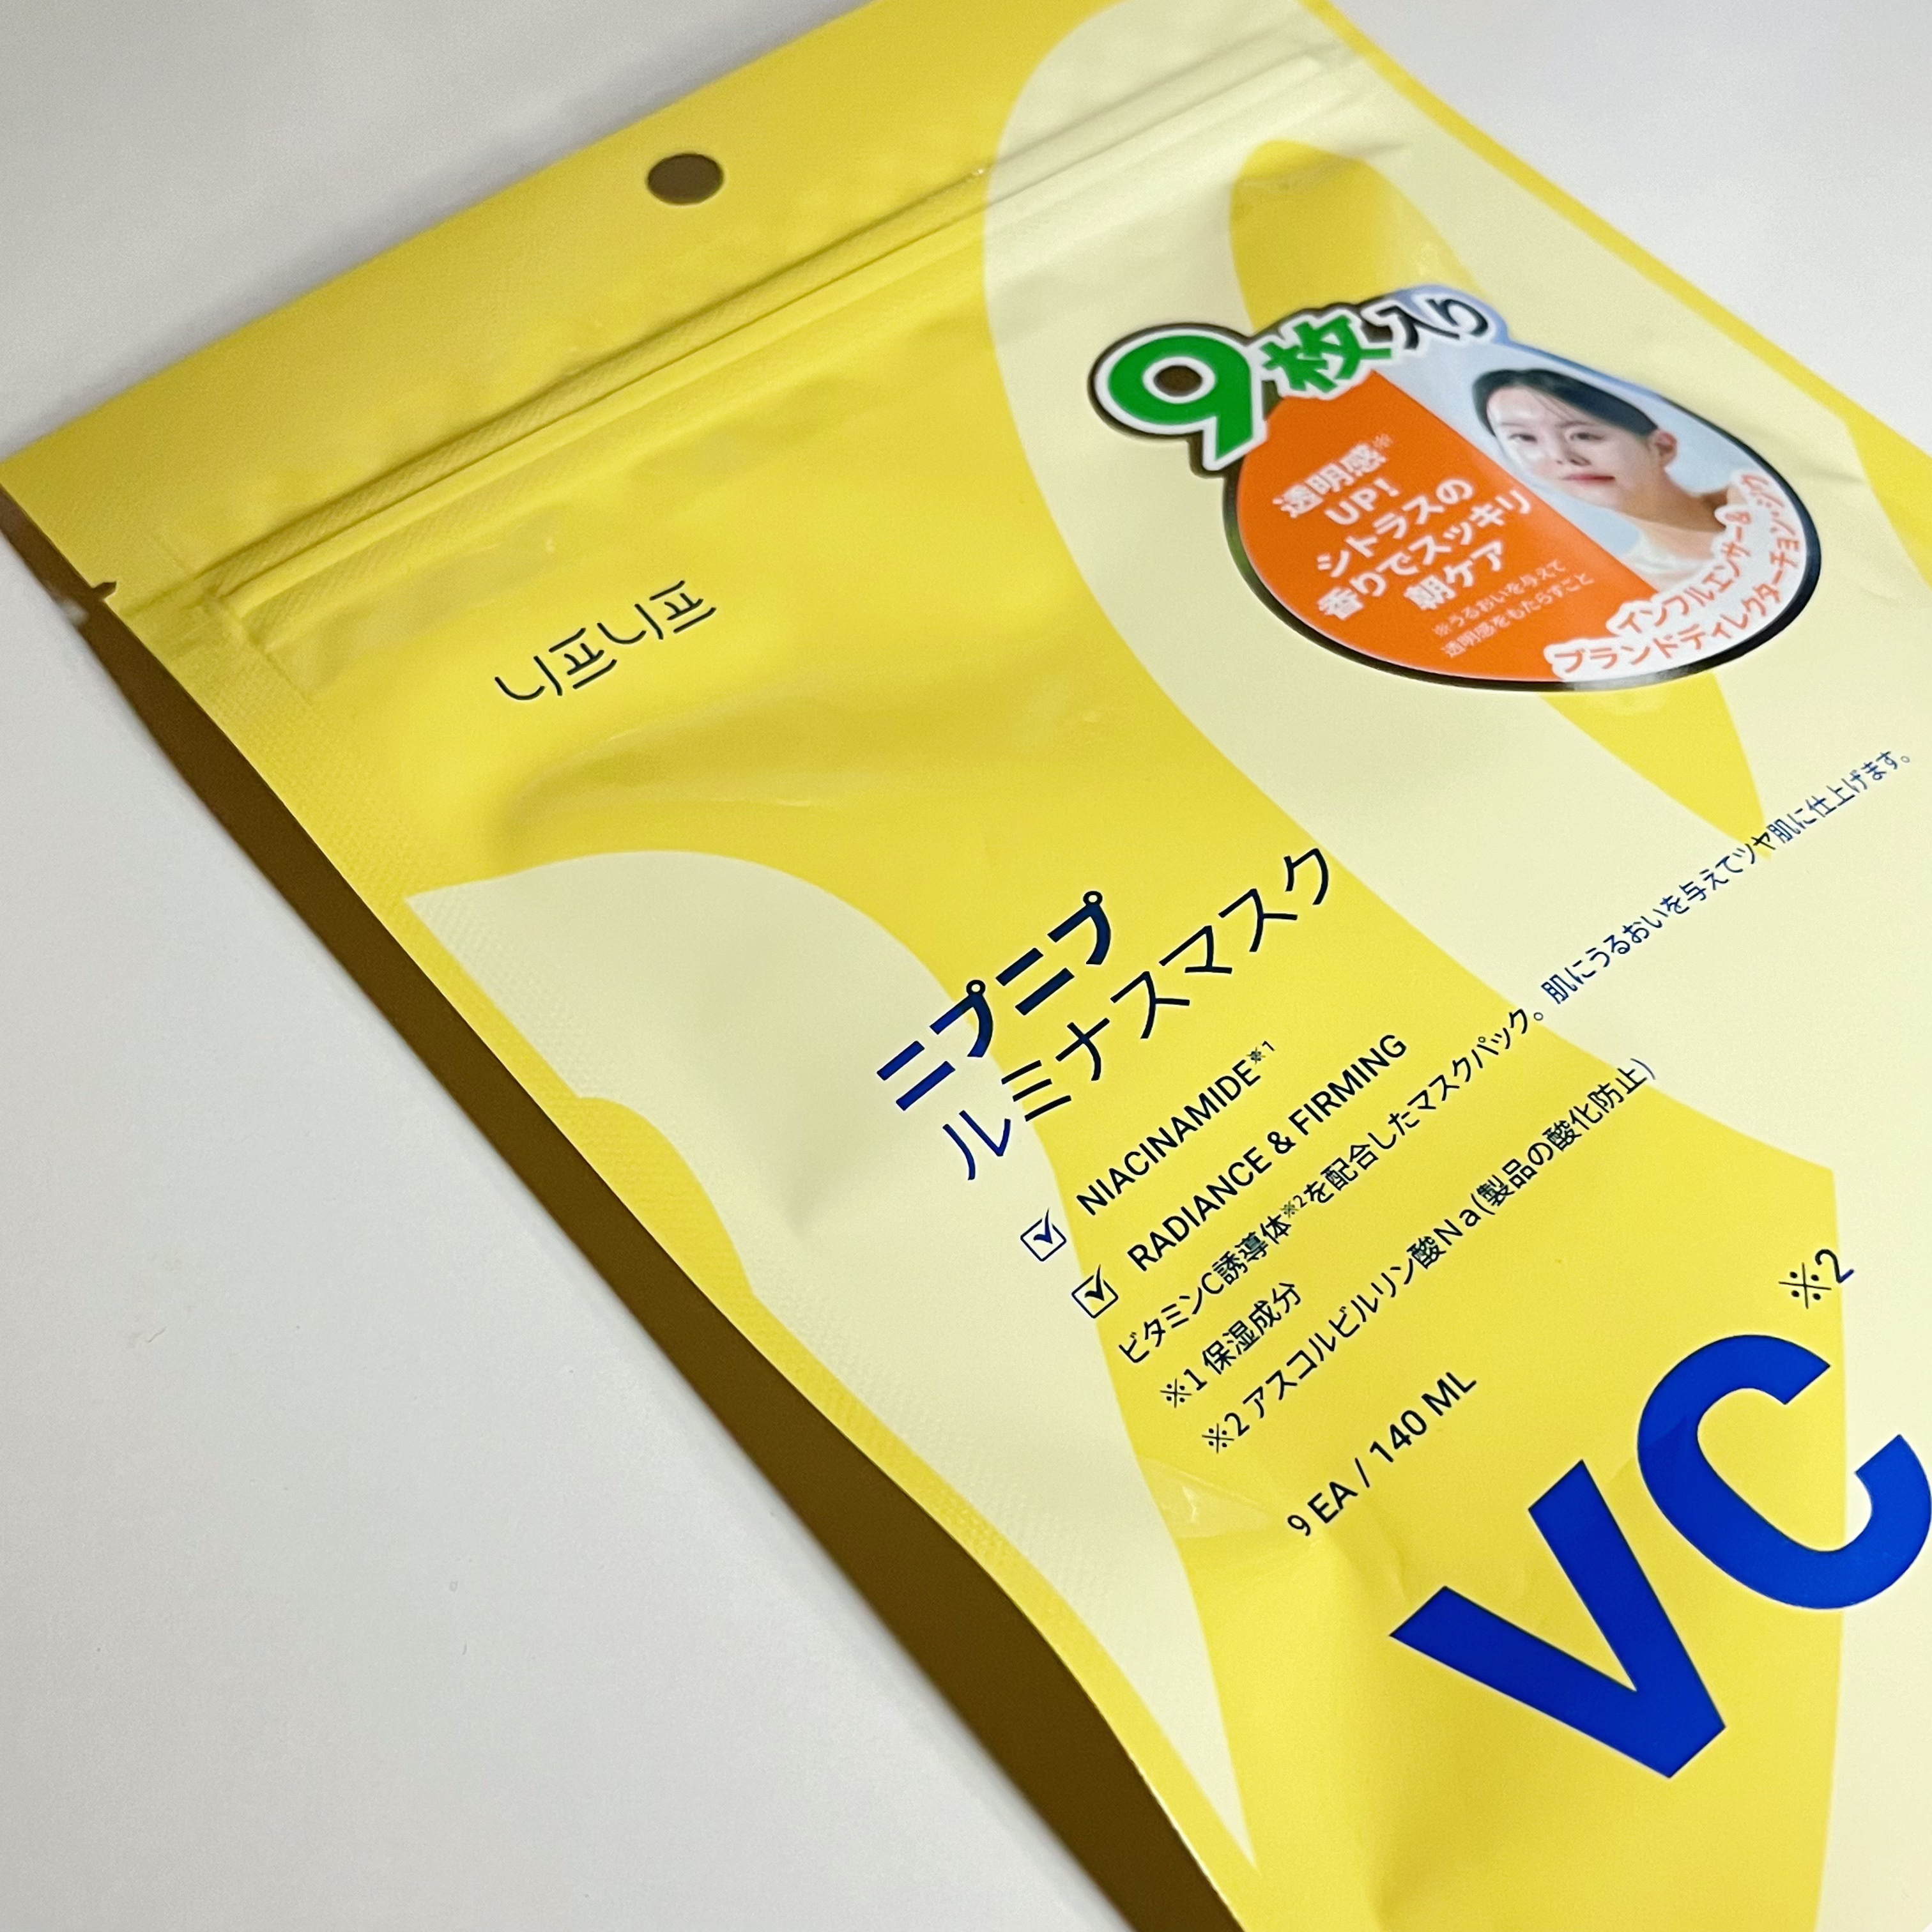 니프니프
9枚入り
透明感※
UP!
シトラスの
香りでスッキリ
朝ケア
※うるおいを与えて
透明感をもたらすこと
インフルエンサー&
ブランドディレクターチョン・ジウ
ニプニプ
ルミナスマスク
NIACINAMIDE※1
RADIANCE & FIRMING
ビタミンC誘導体※2を配合したマスクパック。肌にうるおいを与えてツヤ肌に仕上げます。
※1 保湿成分
※2 アスコルビルリン酸Na(製品の酸化防止)
9 EA / 140 ML
VC※2